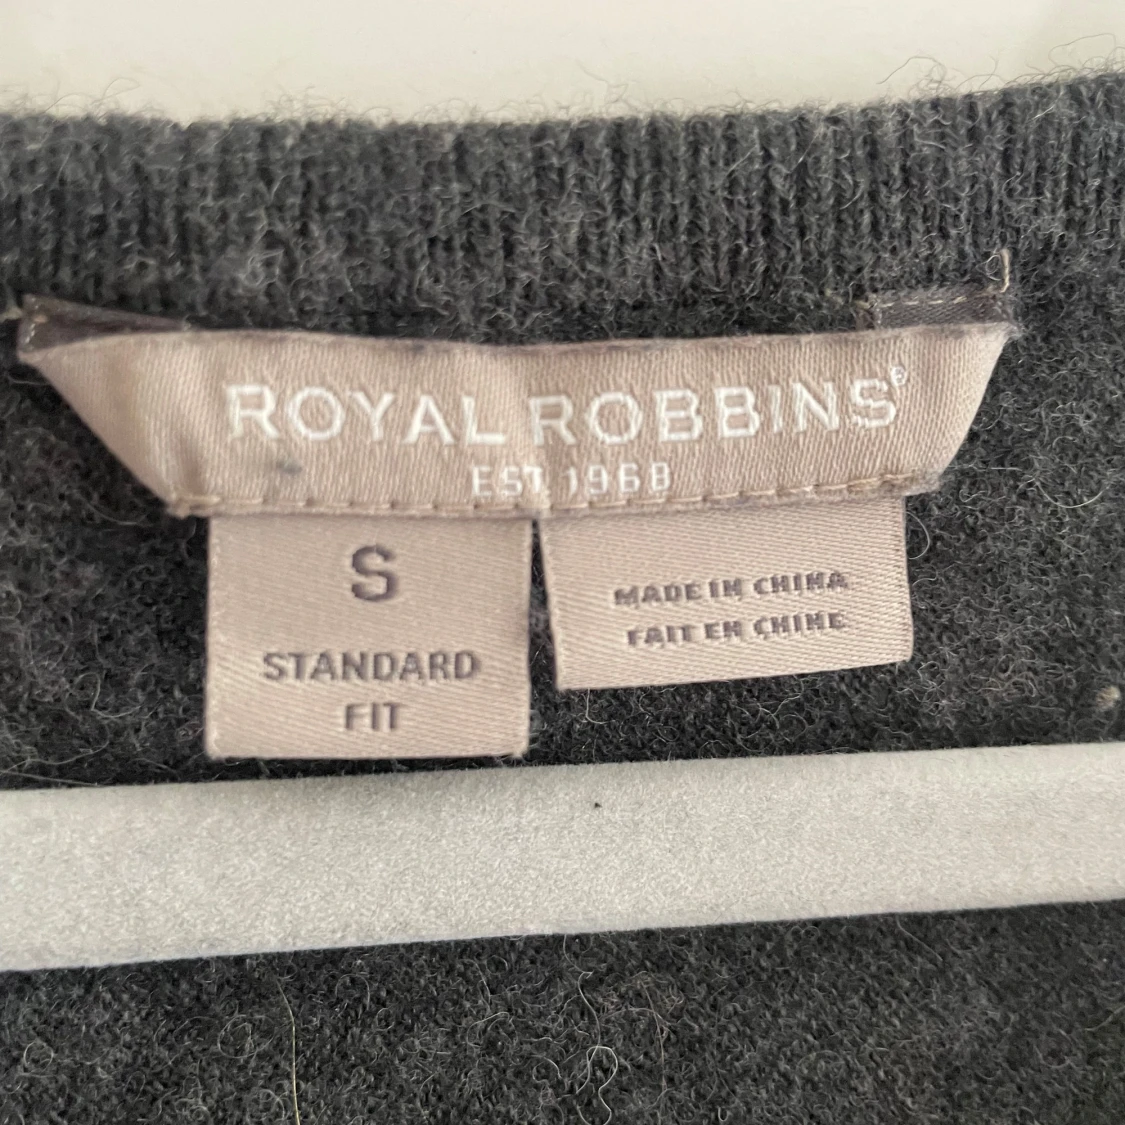 ROYAL ROBBINS®
EST 1968
S
STANDARD
FIT
MADE IN CHINA
FAIT EN CHINE